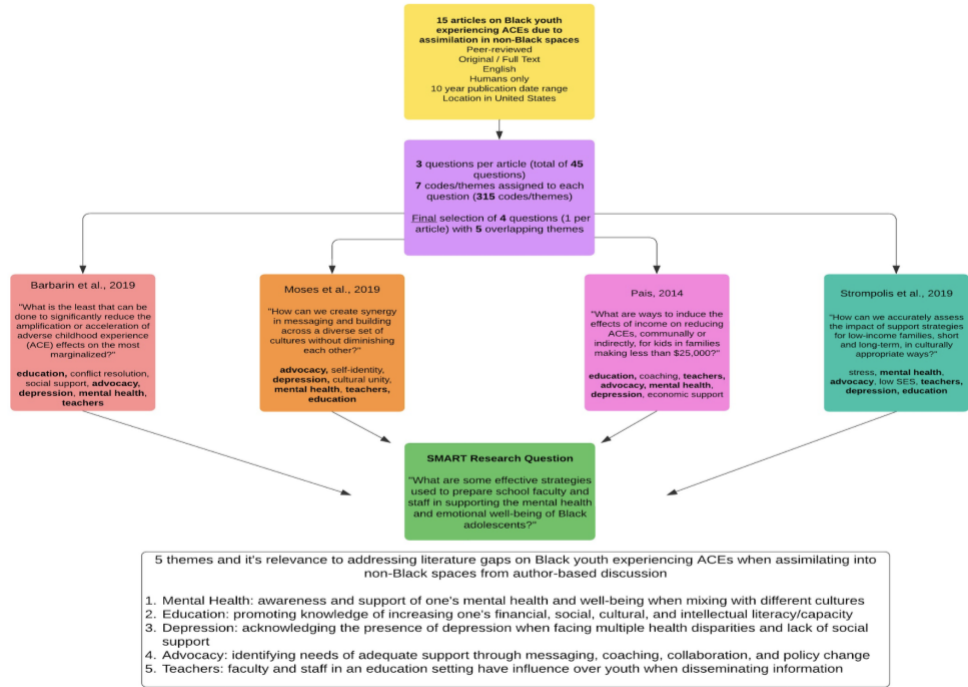 15 articles on Black youth
experiencing ACEs due to
assimilation in non-Black spaces
Peer-reviewed
Original / Full Text
English
Humans only
10 year publication date range
Location in United States
3 questions per article (total of 45
questions)
7 codes/themes assigned to each
question (315 codes/themes)
Final selection of 4 questions (1 per
article) with 5 overlapping themes
Barbarin et al., 2019
"What is the least that can be
done to significantly reduce the
amplification or acceleration of
adverse childhood experience
(ACE) effects on the most
marginalized?"
education, conflict resolution,
social support, advocacy,
depression, mental health,
teachers
Moses et al., 2019
"How can we create synergy
in messaging and building
across a diverse set of
cultures without diminishing
each other?"
advocacy, self-identity,
depression, cultural unity,
mental health, teachers,
education
Pais, 2014
"What are ways to induce the
effects of income on reducing
ACEs, communally or
indirectly, for kids in families
making less than $25,000?"
education, coaching, teachers,
advocacy, mental health,
depression, economic support
Strompolis et al., 2019
"How can we accurately assess
the impact of support strategies
for low-income families, short
and long-term, in culturally
appropriate ways?"
stress, mental health,
advocacy, low SES, teachers,
depression, education
SMART Research Question
"What are some effective strategies
used to prepare school faculty and
staff in supporting the mental health
and emotional well-being of Black
adolescents?"
5 themes and it's relevance to addressing literature gaps on Black youth experiencing ACEs when assimilating into
non-Black spaces from author-based discussion
1. Mental Health: awareness and support of one's mental health and well-being when mixing with different cultures
2. Education: promoting knowledge of increasing one's financial, social, cultural, and intellectual literacy/capacity
3. Depression: acknowledging the presence of depression when facing multiple health disparities and lack of social
support
4. Advocacy: identifying needs of adequate support through messaging, coaching, collaboration, and policy change
5. Teachers: faculty and staff in an education setting have influence over youth when disseminating information